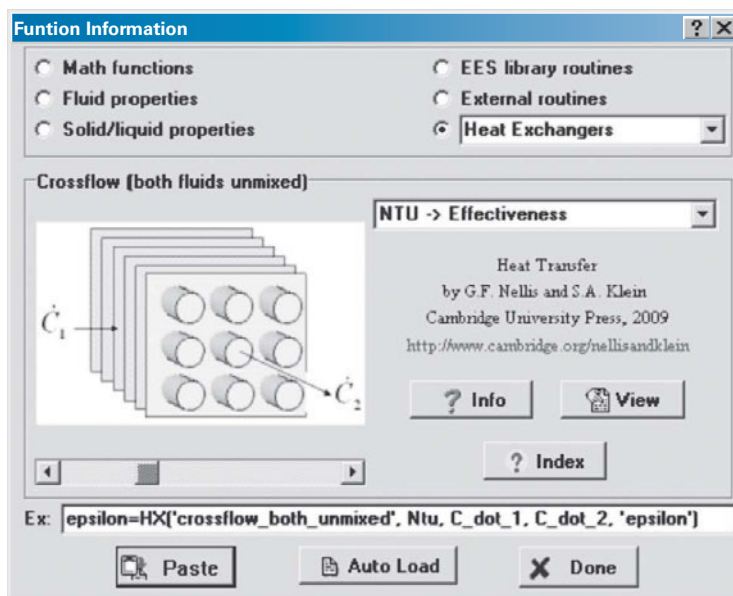 Funtion Information
Math functions
EES library routines
Fluid properties
External routines
Solid/liquid properties
Heat Exchangers
Crossflow (both fluids unmixed)
NTU -> Effectiveness
Heat Transfer
by G.F. Nellis and S.A. Klein
Cambridge University Press, 2009
http://www.cambridge.org/nellisandklein
Ċ₁
Ċ₂
? Info
View
? Index
Ex: epsilon=HX('crossflow_both_unmixed', Ntu, C_dot_1, C_dot_2, 'epsilon')
Paste
Auto Load
Done